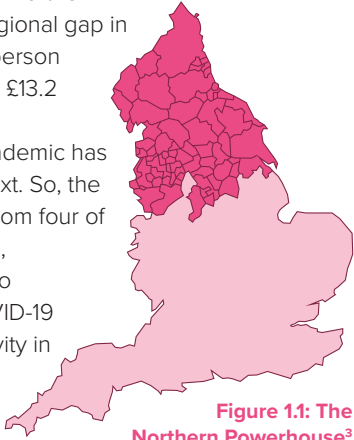 gional gap in
person
£13.2
ndemic has
xt. So, the
om four of
,
o
VID-19
vity in
Figure 1.1: The
Northern Powerhouse³